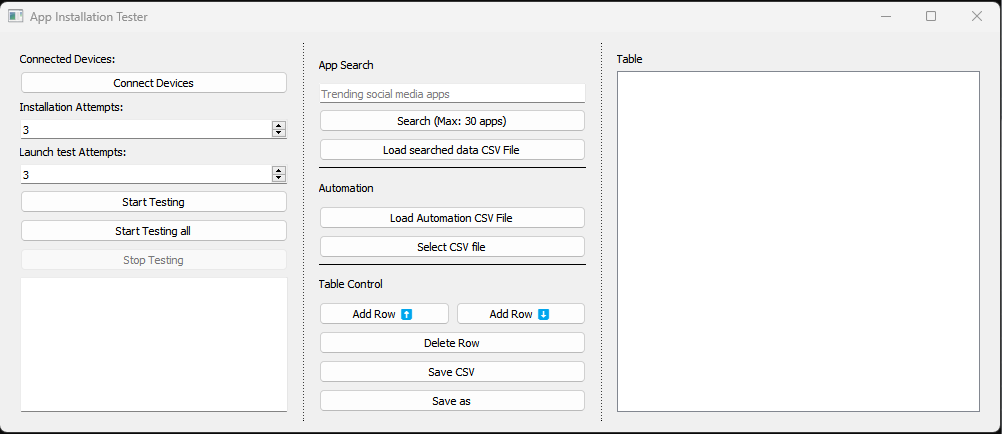 App Installation Tester
Connected Devices:
Connect Devices
Installation Attempts:
3
Launch test Attempts:
3
Start Testing
Start Testing all
Stop Testing
App Search
Trending social media apps
Search (Max: 30 apps)
Load searched data CSV File
Automation
Load Automation CSV File
Select CSV file
Table Control
Add Row ⬆
Add Row ⬇
Delete Row
Save CSV
Save as
Table